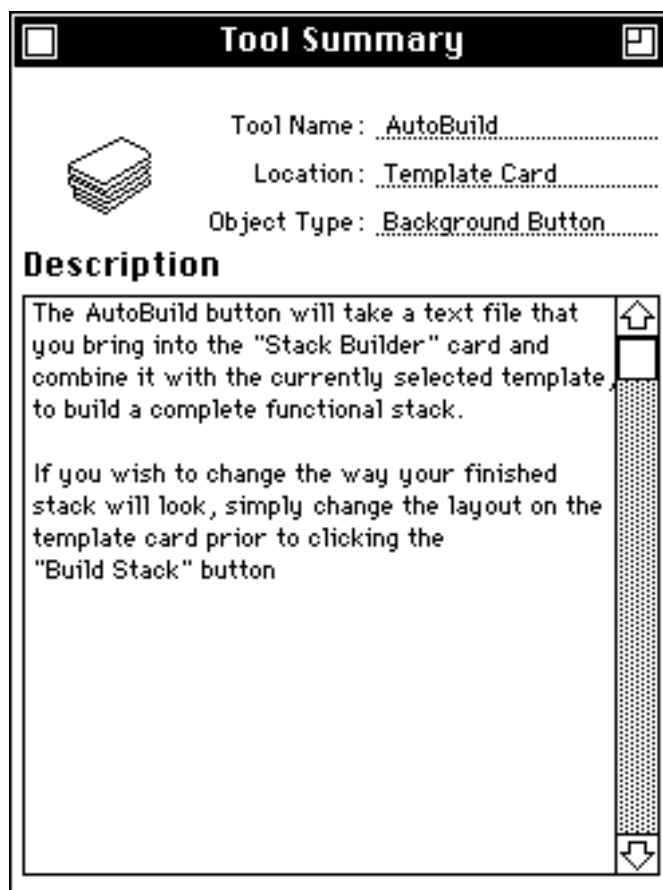 Tool Summary
Tool Name: AutoBuild
Location: Template Card
Object Type: Background Button
Description
The AutoBuild button will take a text file that
you bring into the "Stack Builder" card and
combine it with the currently selected template,
to build a complete functional stack.
If you wish to change the way your finished
stack will look, simply change the layout on the
template card prior to clicking the
"Build Stack" button